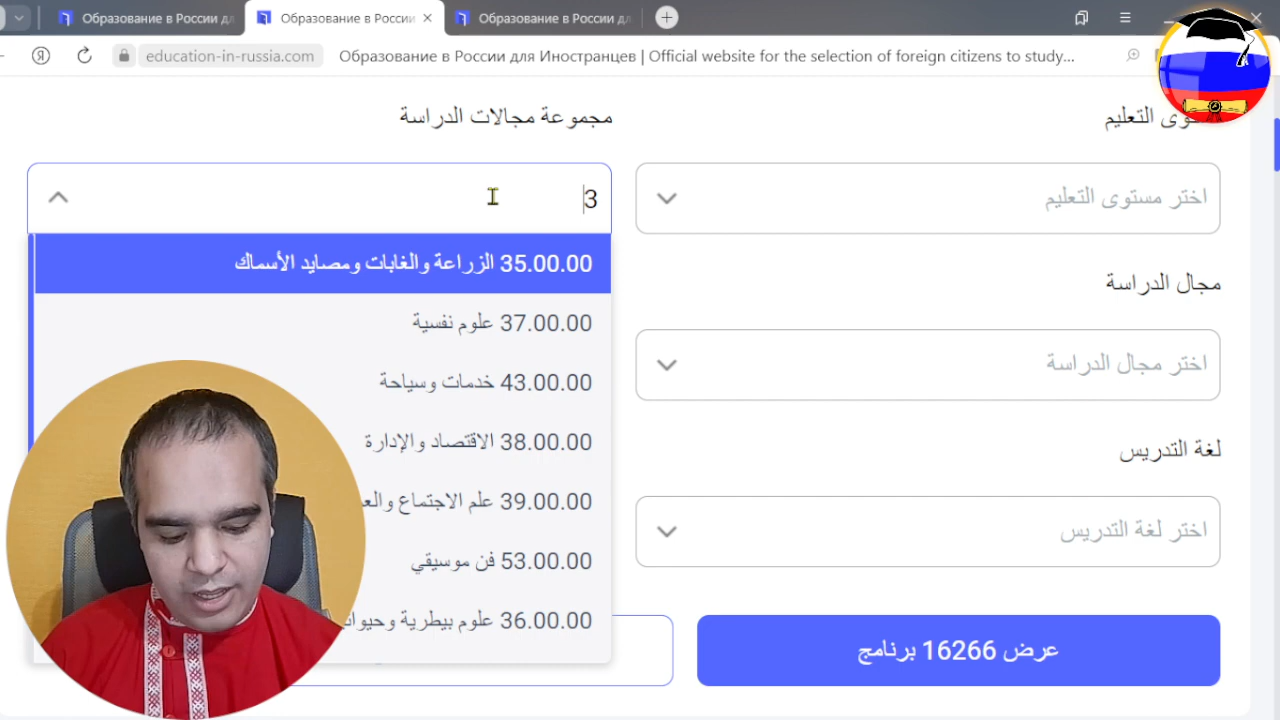 Образование в России дл
Образование в России
Образование в России дл
education-in-russia.com
Образование в России для Иностранцев | Official website for the selection of foreign citizens to study...
التعليم
مجموعة مجالات الدراسة
اختر مستوى التعليم
3
35.00.00 الزراعة والغابات ومصايد الأسماك
مجال الدراسة
37.00.00 علوم نفسية
اختر مجال الدراسة
43.00.00 خدمات وسياحة
38.00.00 الاقتصاد والإدارة
لغة التدريس
39.00.00 علم الاجتماع
اختر لغة التدريس
53.00.00 فن موسيقي
36.00.00 علوم بيطرية
عرض 16266 برنامج